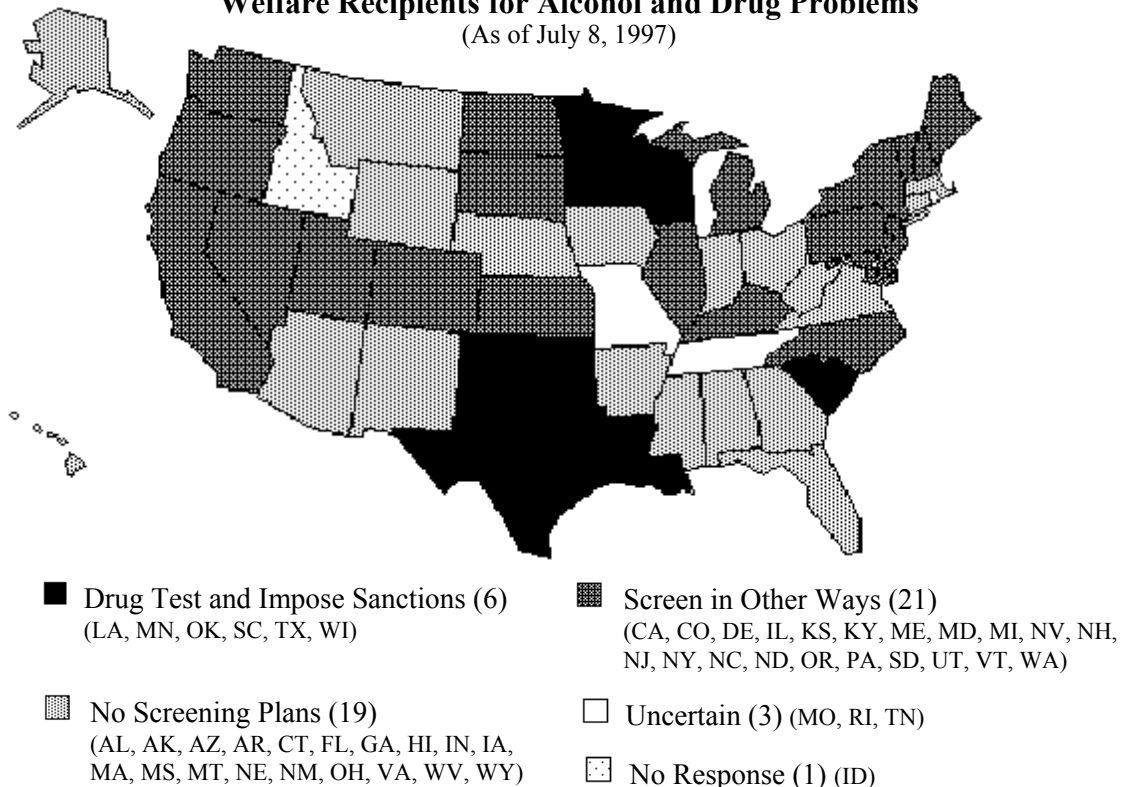 Welfare Recipients for Alcohol and Drug Problems
(As of July 8, 1997)
Drug Test and Impose Sanctions (6)
(LA, MN, OK, SC, TX, WI)
Screen in Other Ways (21)
(CA, CO, DE, IL, KS, KY, ME, MD, MI, NV, NH,
NJ, NY, NC, ND, OR, PA, SD, UT, VT, WA)
No Screening Plans (19)
(AL, AK, AZ, AR, CT, FL, GA, HI, IN, IA,
MA, MS, MT, NE, NM, OH, VA, WV, WY)
Uncertain (3) (MO, RI, TN)
No Response (1) (ID)